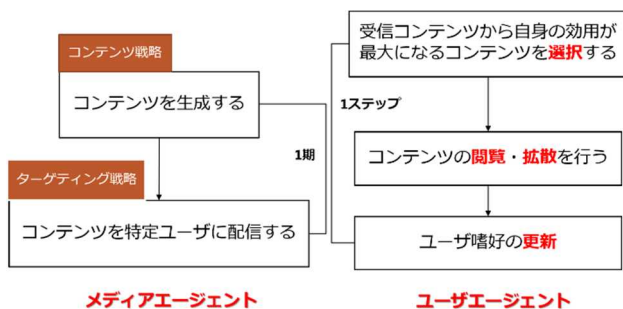 コンテンツ戦略
コンテンツを生成する
1期
ターゲティング戦略
コンテンツを特定ユーザに配信する
メディアエージェント
受信コンテンツから自身の効用が
最大になるコンテンツを選択する
1ステップ
コンテンツの閲覧・拡散を行う
ユーザ嗜好の更新
ユーザエージェント